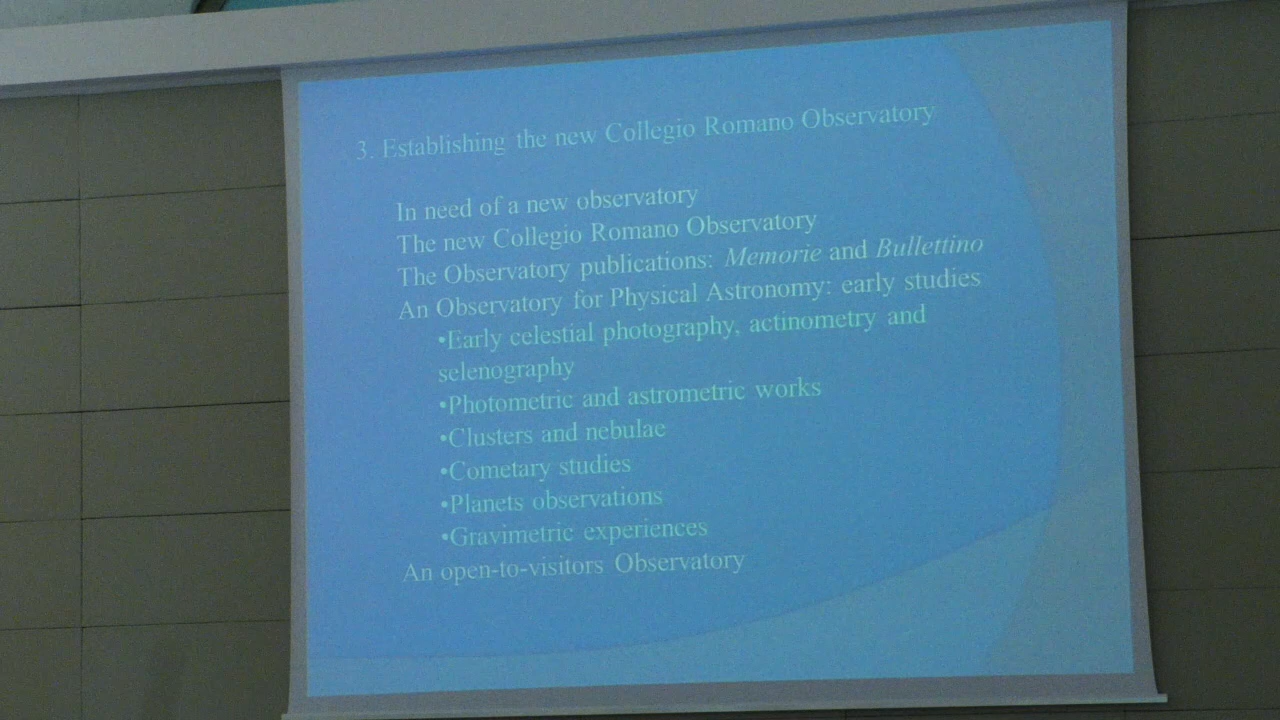 3. Establishing the new Collegio Romano Observatory
In need of a new observatory
The new Collegio Romano Observatory
The Observatory publications: Memorie and Bullettino
An Observatory for Physical Astronomy: early studies
•Early celestial photography, actinometry and
selenography
•Photometric and astrometric works
•Clusters and nebulae
•Cometary studies
•Planets observations
•Gravimetric experiences
An open-to-visitors Observatory